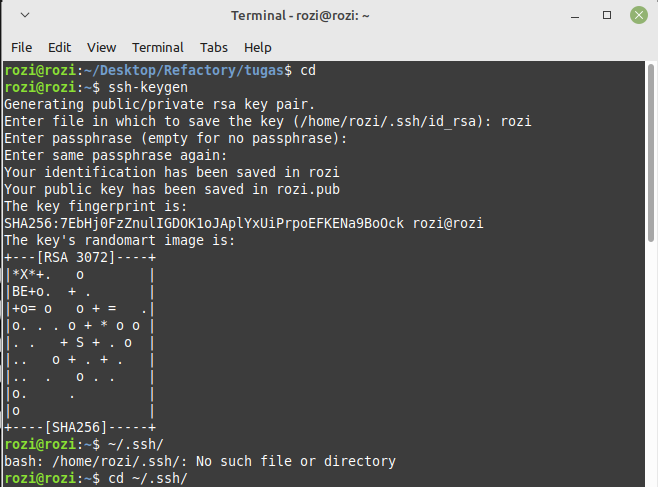 Terminal - rozi@rozi: ~
File Edit View Terminal Tabs Help
rozi@rozi:~/Desktop/Refactory/tugas$ cd
rozi@rozi:~$ ssh-keygen
Generating public/private rsa key pair.
Enter file in which to save the key (/home/rozi/.ssh/id_rsa): rozi
Enter passphrase (empty for no passphrase):
Enter same passphrase again:
Your identification has been saved in rozi
Your public key has been saved in rozi.pub
The key fingerprint is:
SHA256:7EbHj0FzZnulIGDOK1oJAplYxUiPrpoEFKENa9BoOck rozi@rozi
The key's randomart image is:
+---[RSA 3072]----+
|*X*+.   o        |
|BE+o.  + .       |
|+o= o   o + =   .|
|o. . . o + * o o |
|. .   + S + . o  |
|..   o + . + .   |
|..  .   o . .    |
|o.     .         |
|o                |
+----[SHA256]-----+
rozi@rozi:~$ ~/.ssh/
bash: /home/rozi/.ssh/: No such file or directory
rozi@rozi:~$ cd ~/.ssh/